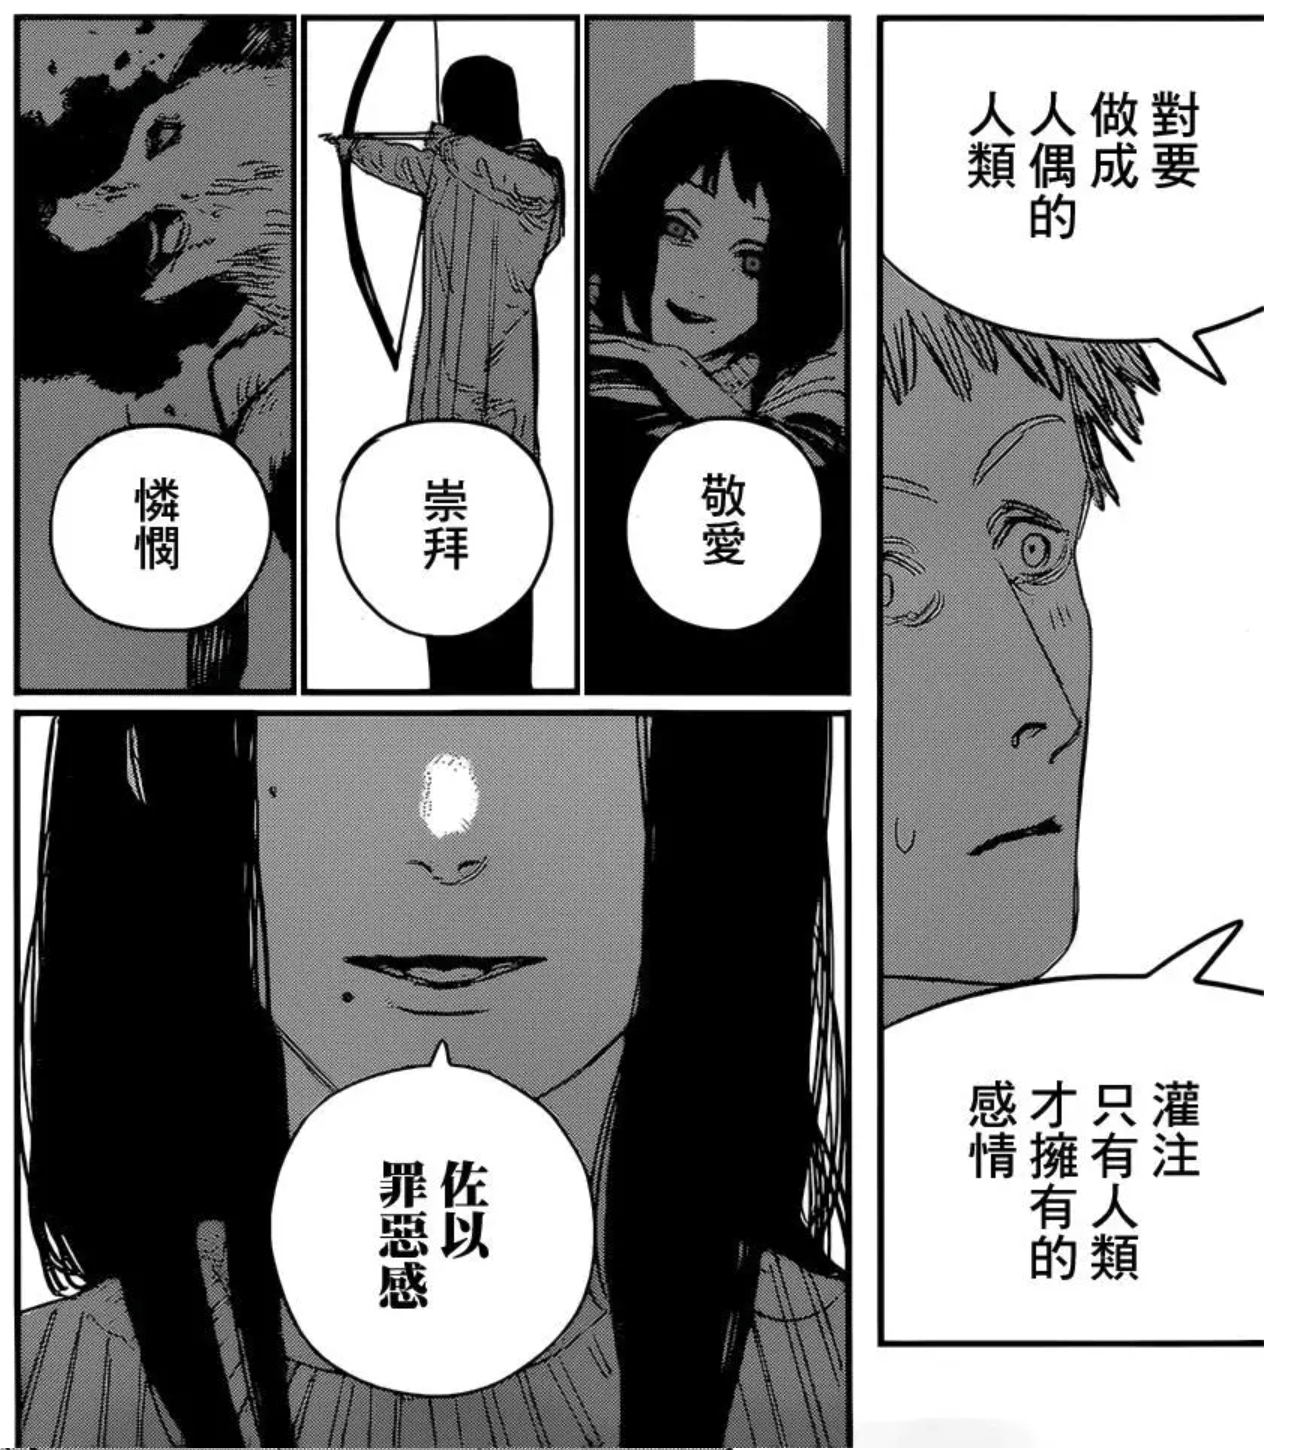 對要
做成
人偶的
人類
灌注
只有人類
才擁有的
感情
敬愛
崇拜
憐憫
佐以
罪惡感